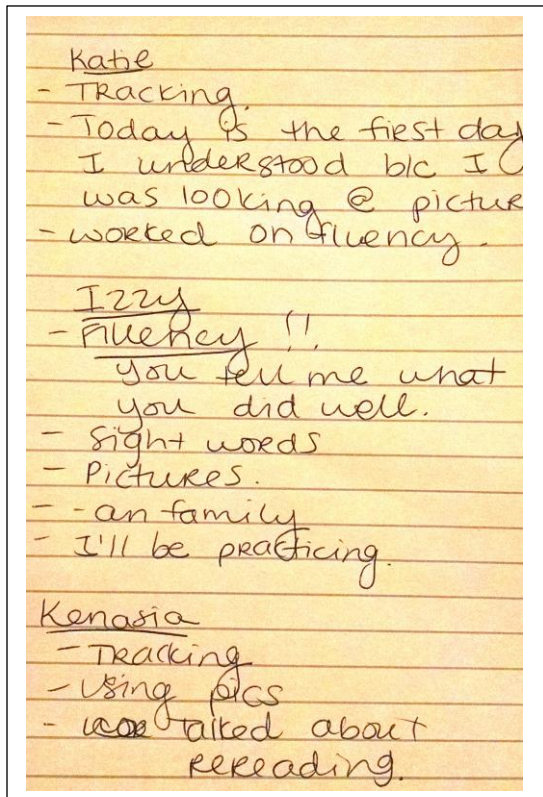 Katie
- Tracking.
- Today is the first day
I understood b/c I
was looking @ pictur
- worked on fluency.
Izzy
- Fluency !!
you tell me what
you did well.
- Sight words
- Pictures.
- -an family
- I'll be practicing.
Kenasia
- Tracking
- Using pics
- talked about
rereading.